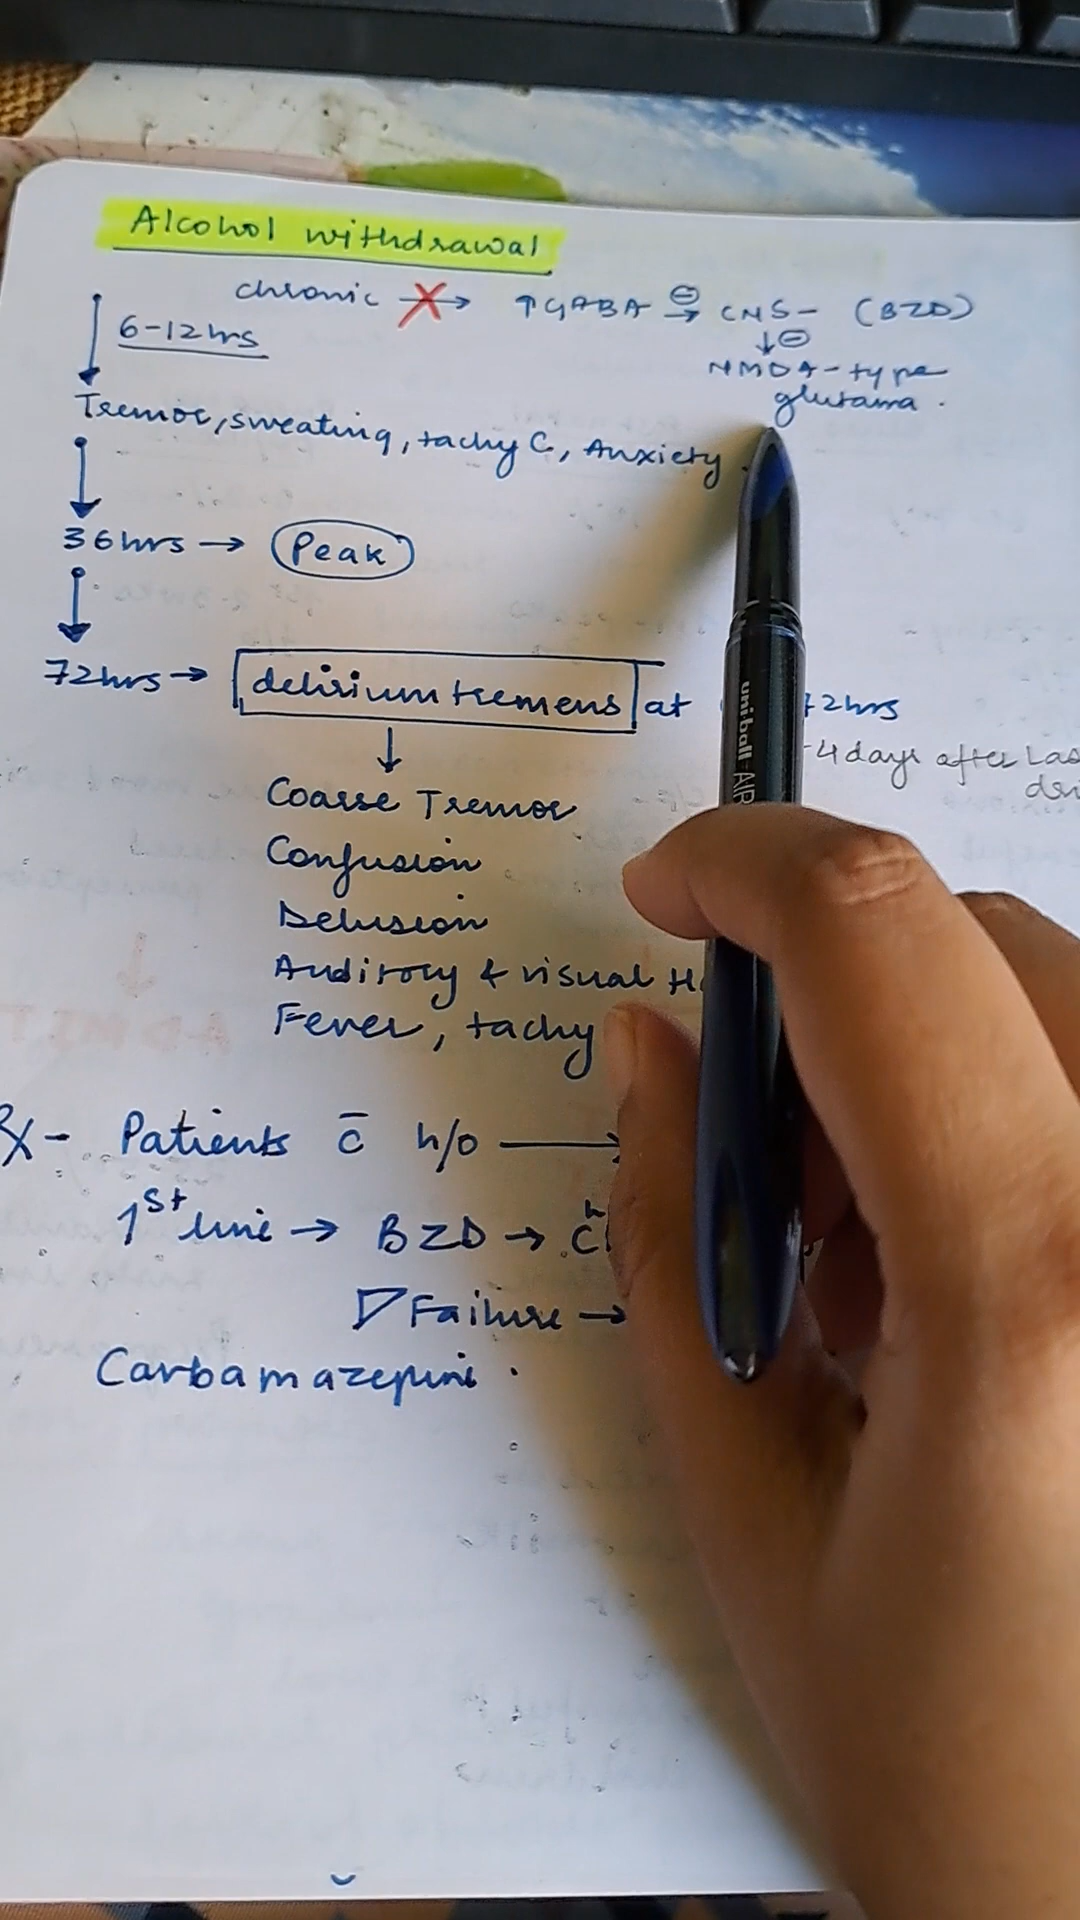 Alcohol withdrawal
chronic ✗→ ↑GABA ⊖→ CNS- (BZD)
↓ 6-12hrs
↓⊖
NMDA-type
glutama.
Tremor, sweating, tachy C, Anxiety.
↓
36hrs → Peak
↓
72hrs → delirium tremens at 72hrs
-4 days after
↓
Coarse Tremor
Confusion
Delusion
Auditory & visual
Fever, tachy
Rx- Patients c̄ h/o →
1st line → BZD →
Failure →
Carbamazepine.
uniball AIR